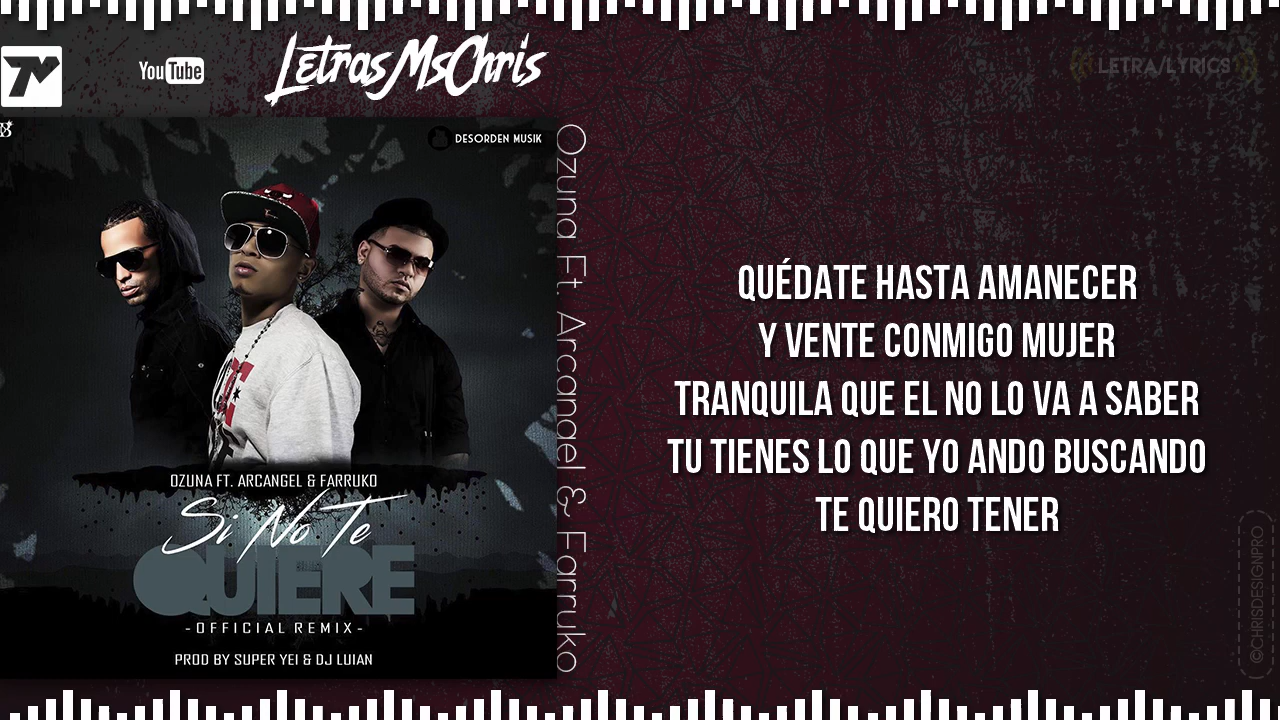 TV
YouTube
LetrasMsChris
LETRA/LYRICS
DESORDEN MUSIK
Ozuna Ft. Arcangel & Farruko
QUÉDATE HASTA AMANECER
Y VENTE CONMIGO MUJER
TRANQUILA QUE EL NO LO VA A SABER
TU TIENES LO QUE YO ANDO BUSCANDO
TE QUIERO TENER
OZUNA FT. ARCANGEL & FARRUKO
Si No Te
QUIERE
-OFFICIAL REMIX-
PROD BY SUPER YEI & DJ LUIAN
©CHRISDESIGNPRO